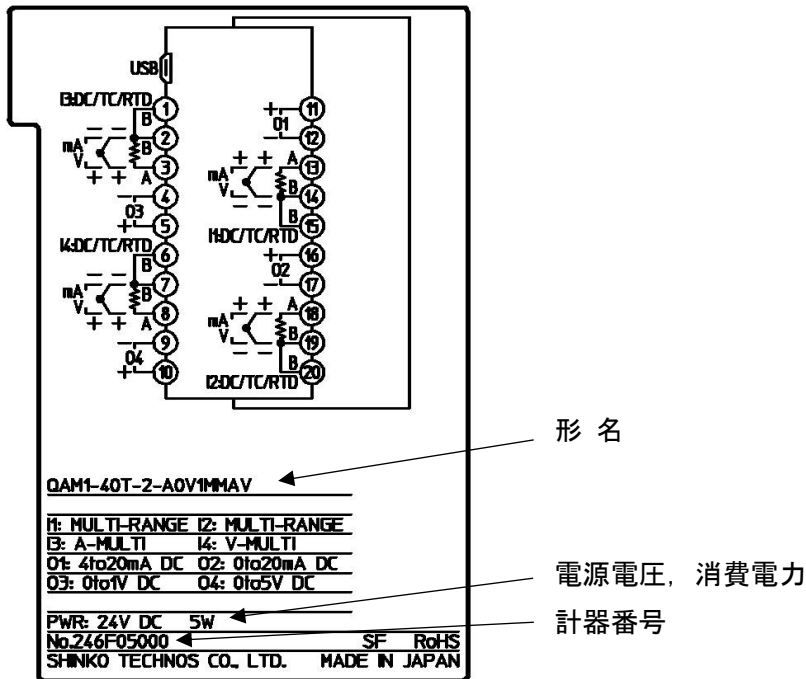 USB
I3:DC/TC/RTD
B
B
A
mA
V
− −
+ +
1
2
3
4
5
− O3
+
I4:DC/TC/RTD
B
B
A
mA
V
− −
+ +
6
7
8
9
10
− O4
+
+ O1
−
11
12
13
14
15
A
B
B
mA
V
+ +
− −
I1:DC/TC/RTD
+ O2
−
16
17
18
19
20
A
B
B
mA
V
+ +
− −
I2:DC/TC/RTD
形 名
QAM1-40T-2-A0V1MMAV
I1: MULTI-RANGE I2: MULTI-RANGE
I3: A-MULTI I4: V-MULTI
O1: 4to20mA DC O2: 0to20mA DC
O3: 0to1V DC O4: 0to5V DC
電源電圧, 消費電力
PWR: 24V DC 5W
計器番号
No.246F05000 SF RoHS
SHINKO TECHNOS CO., LTD. MADE IN JAPAN